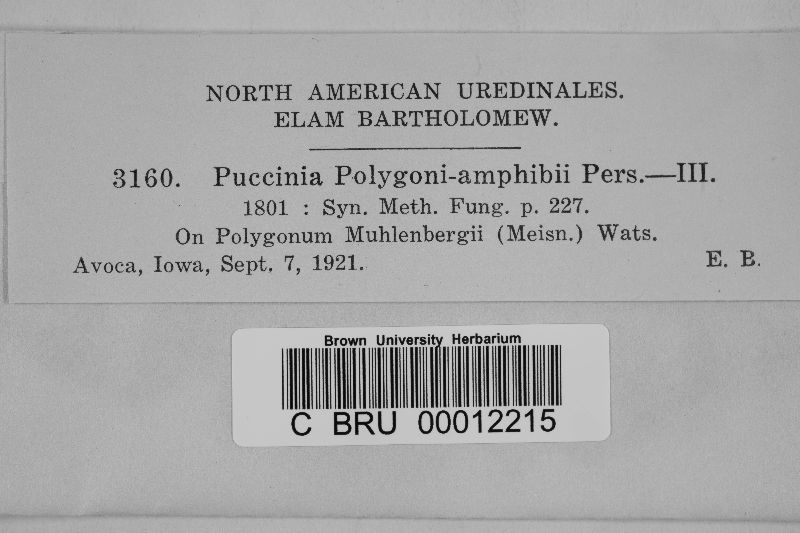 NORTH AMERICAN UREDINALES.
ELAM BARTHOLOMEW.
3160. Puccinia Polygoni-amphibii Pers.—III.
1801 : Syn. Meth. Fung. p. 227.
On Polygonum Muhlenbergii (Meisn.) Wats.
Avoca, Iowa, Sept. 7, 1921. E. B.
Brown University Herbarium
C BRU 00012215